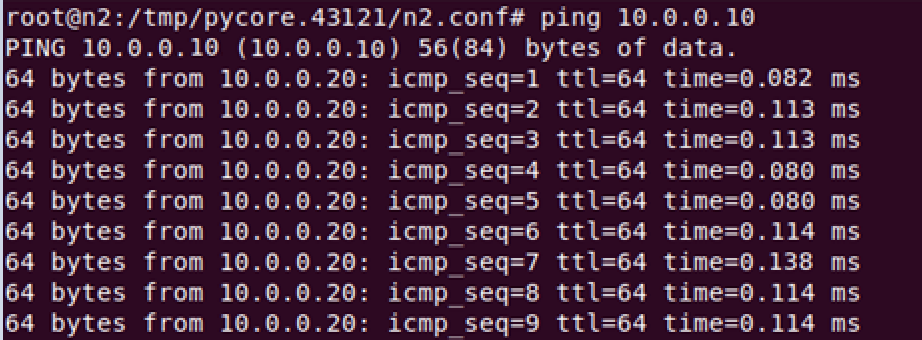 root@n2:/tmp/pycore.43121/n2.conf# ping 10.0.0.10
PING 10.0.0.10 (10.0.0.10) 56(84) bytes of data.
64 bytes from 10.0.0.20: icmp_seq=1 ttl=64 time=0.082 ms
64 bytes from 10.0.0.20: icmp_seq=2 ttl=64 time=0.113 ms
64 bytes from 10.0.0.20: icmp_seq=3 ttl=64 time=0.113 ms
64 bytes from 10.0.0.20: icmp_seq=4 ttl=64 time=0.080 ms
64 bytes from 10.0.0.20: icmp_seq=5 ttl=64 time=0.080 ms
64 bytes from 10.0.0.20: icmp_seq=6 ttl=64 time=0.114 ms
64 bytes from 10.0.0.20: icmp_seq=7 ttl=64 time=0.138 ms
64 bytes from 10.0.0.20: icmp_seq=8 ttl=64 time=0.114 ms
64 bytes from 10.0.0.20: icmp_seq=9 ttl=64 time=0.114 ms